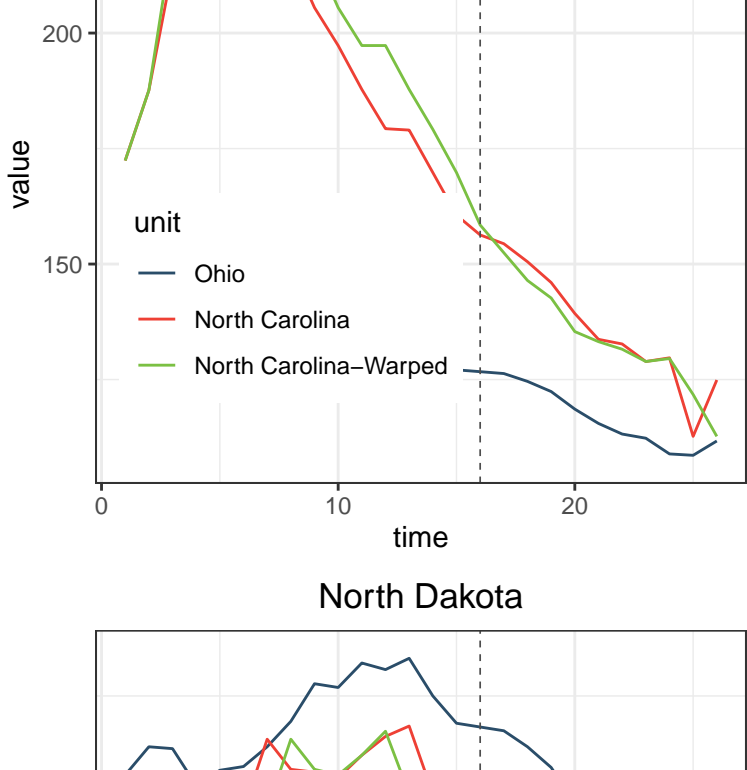 200
value
unit
Ohio
150
North Carolina
North Carolina−Warped
0
10
20
time
North Dakota